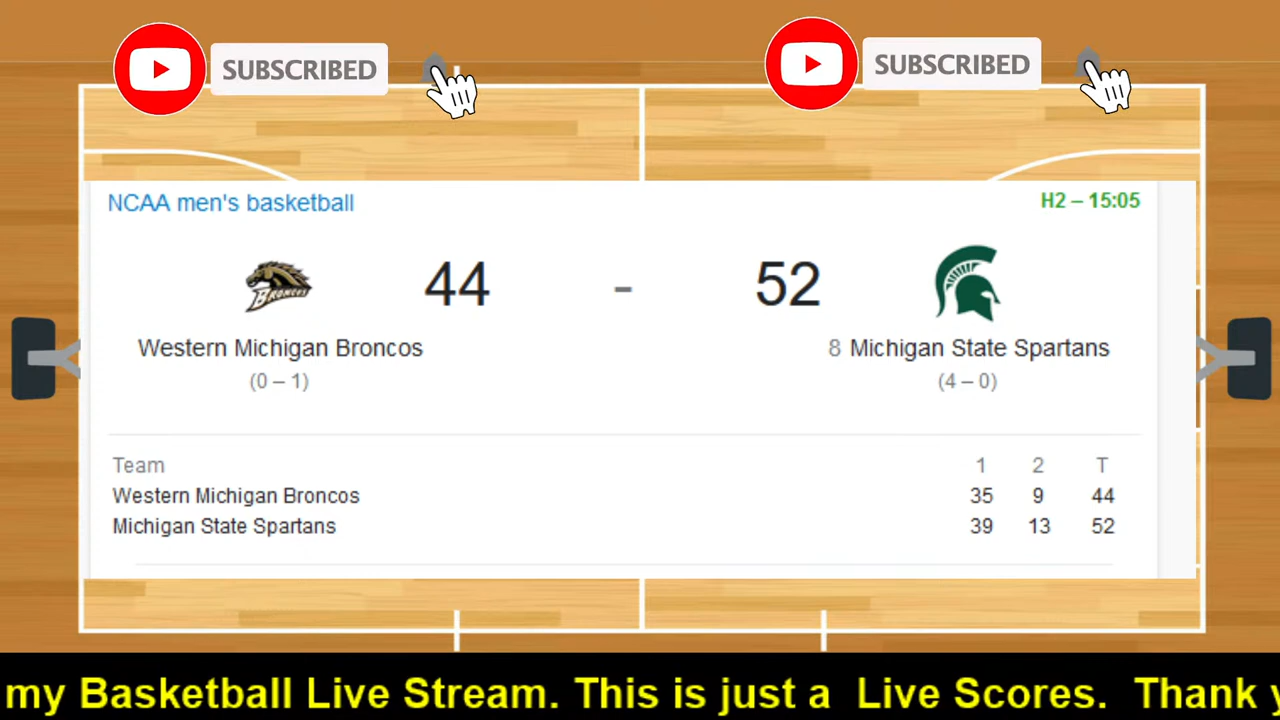 SUBSCRIBED
SUBSCRIBED
NCAA men's basketball
H2 – 15:05
BRONCOS
44 - 52
Western Michigan Broncos
8 Michigan State Spartans
(0 – 1)
(4 – 0)
Team 1 2 T
Western Michigan Broncos 35 9 44
Michigan State Spartans 39 13 52
my Basketball Live Stream. This is just a Live Scores. Thank